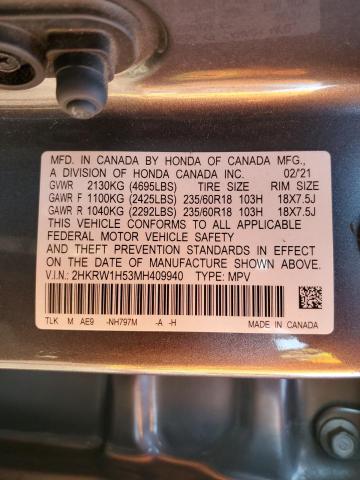 MFD. IN CANADA BY HONDA OF CANADA MFG.,
A DIVISION OF HONDA CANADA INC. 02/21
GVWR 2130KG (4695LBS) TIRE SIZE RIM SIZE
GAWR F 1100KG (2425LBS) 235/60R18 103H 18X7.5J
GAWR R 1040KG (2292LBS) 235/60R18 103H 18X7.5J
THIS VEHICLE CONFORMS TO ALL APPLICABLE
FEDERAL MOTOR VEHICLE SAFETY
AND THEFT PREVENTION STANDARDS IN EFFECT
ON THE DATE OF MANUFACTURE SHOWN ABOVE.
V.I.N.: 2HKRW1H53MH409940 TYPE: MPV
TLK M AE9 -NH797M -A -H MADE IN CANADA